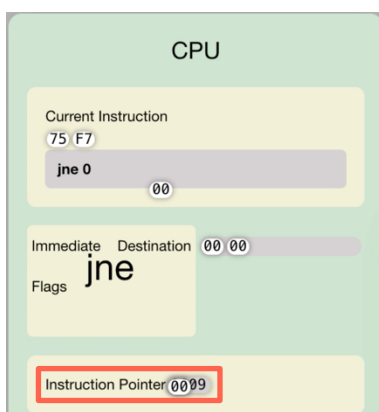 CPU
Current Instruction
75 F7
jne 0
00
Immediate Destination 00 00
jne
Flags
Instruction Pointer 0009